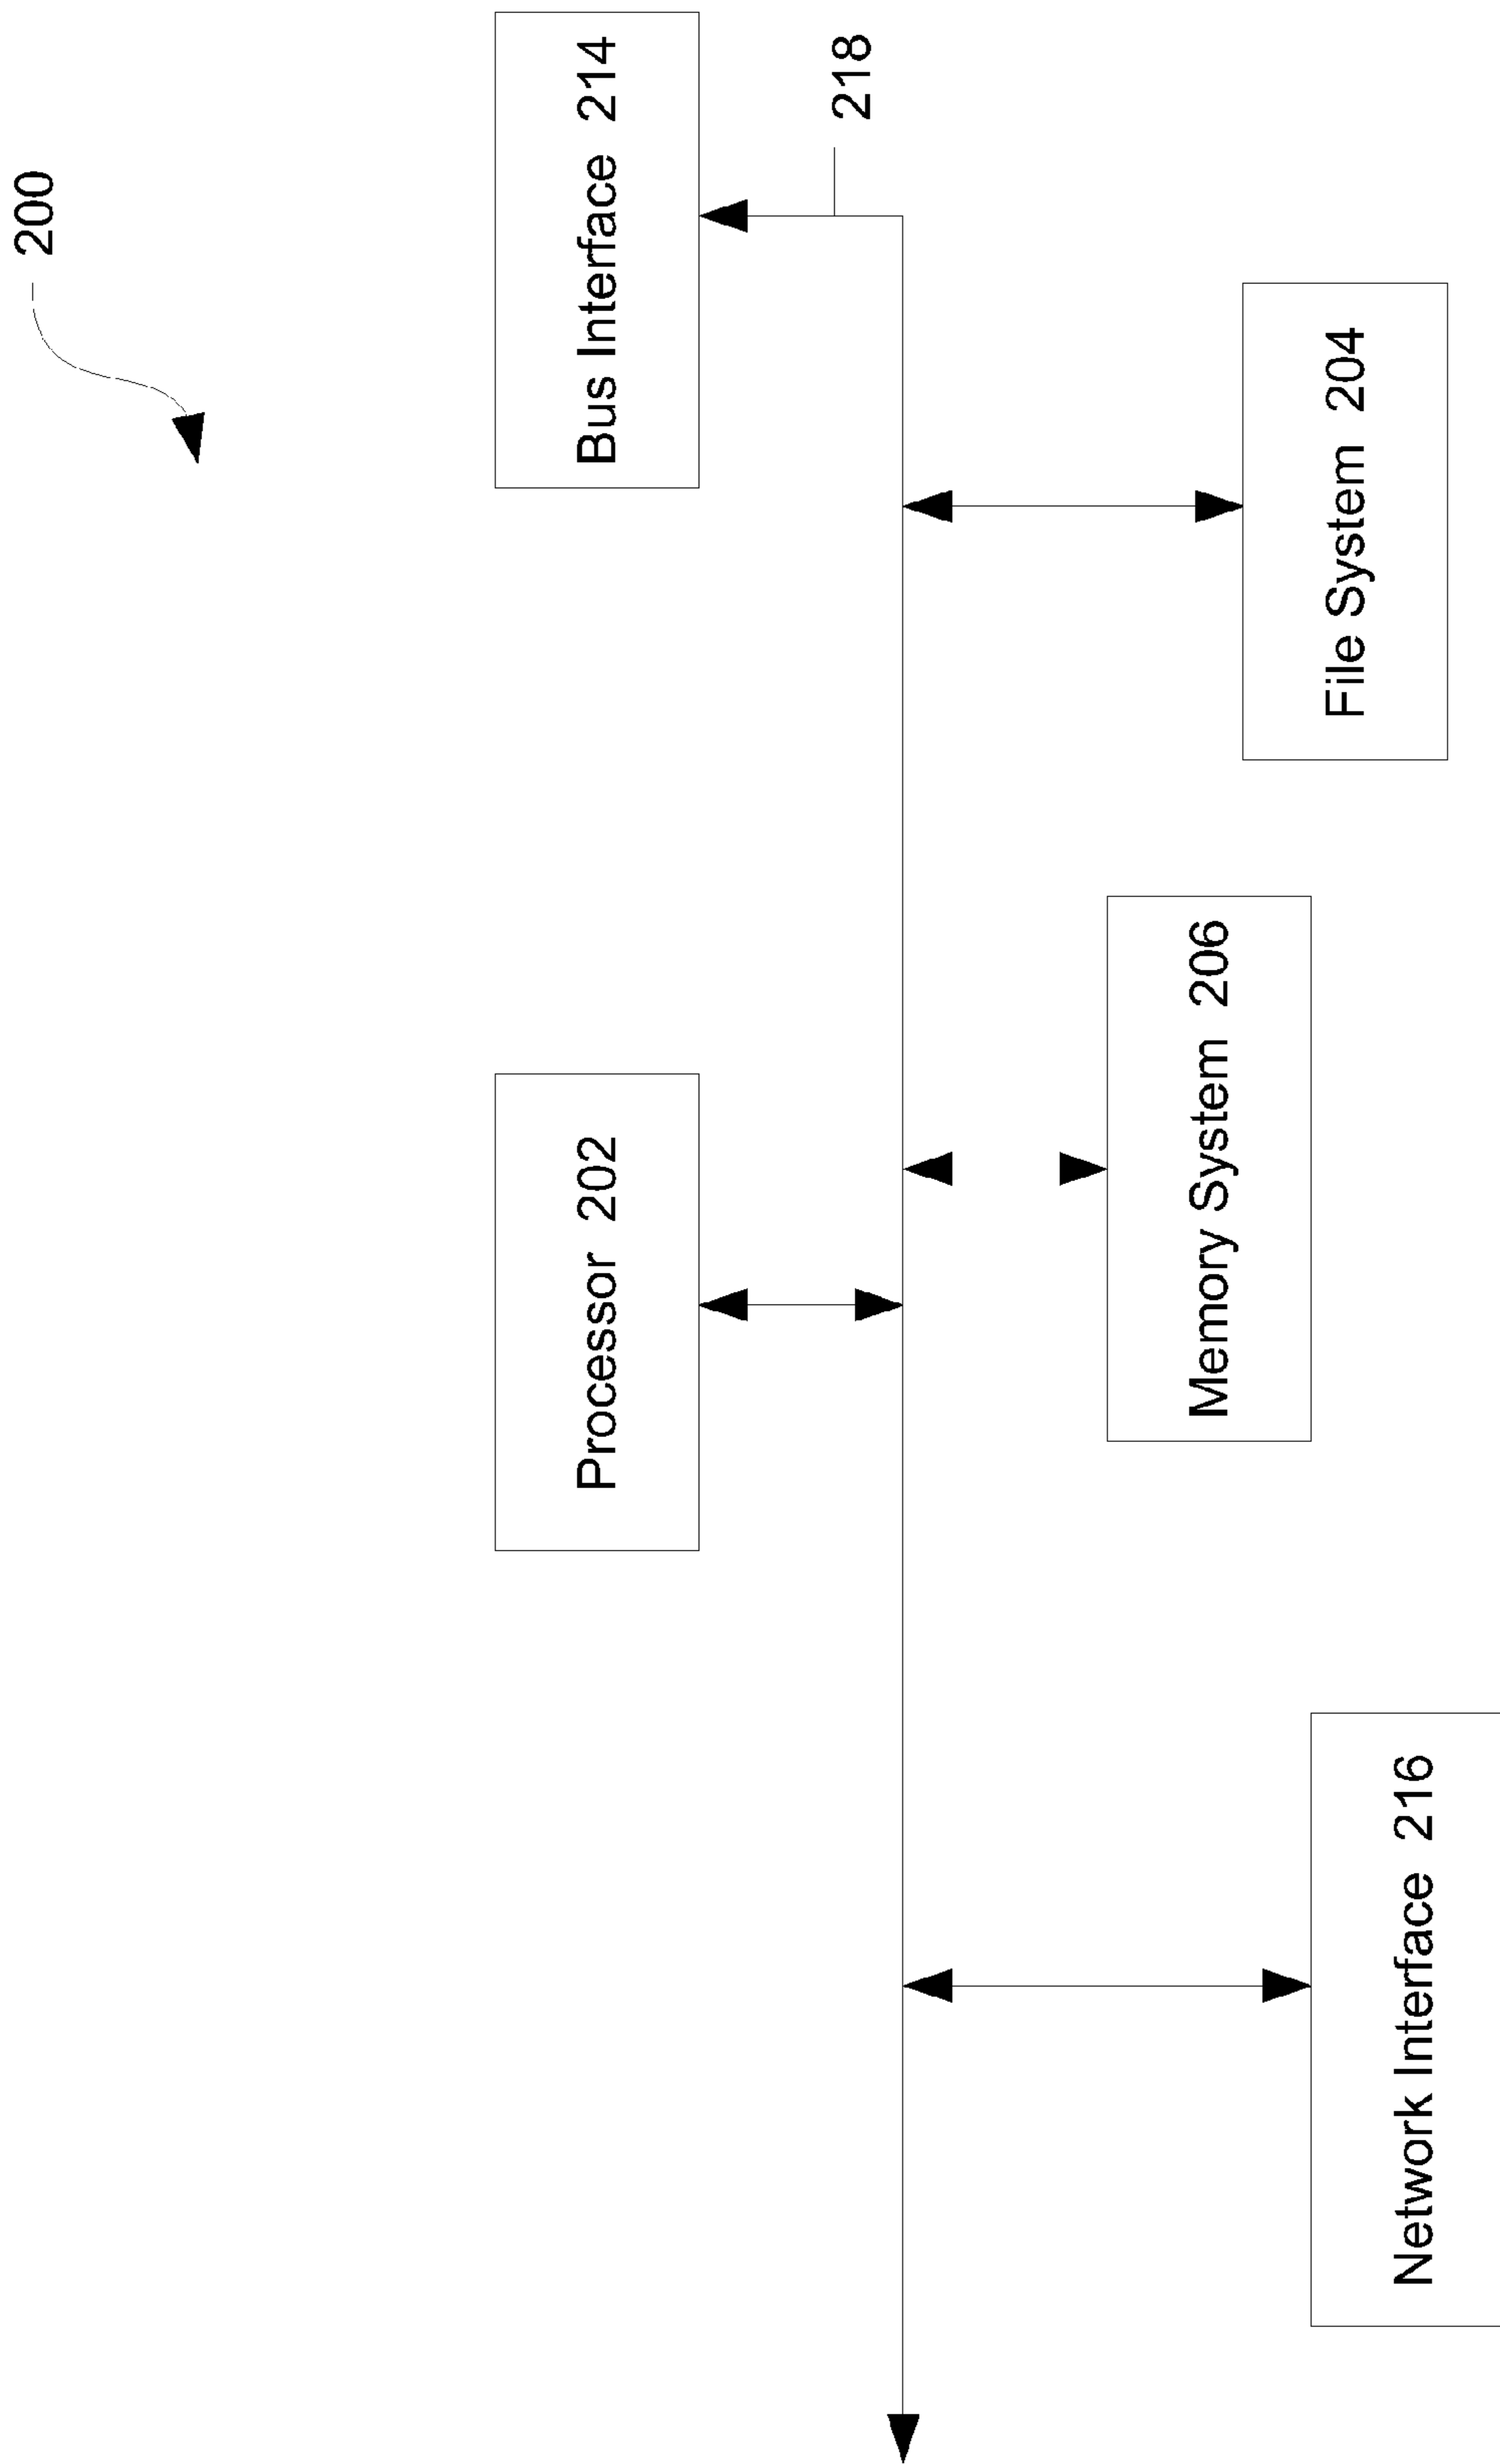 200
Bus Interface 214
218
File System 204
Processor 202
Memory System 206
Network Interface 216